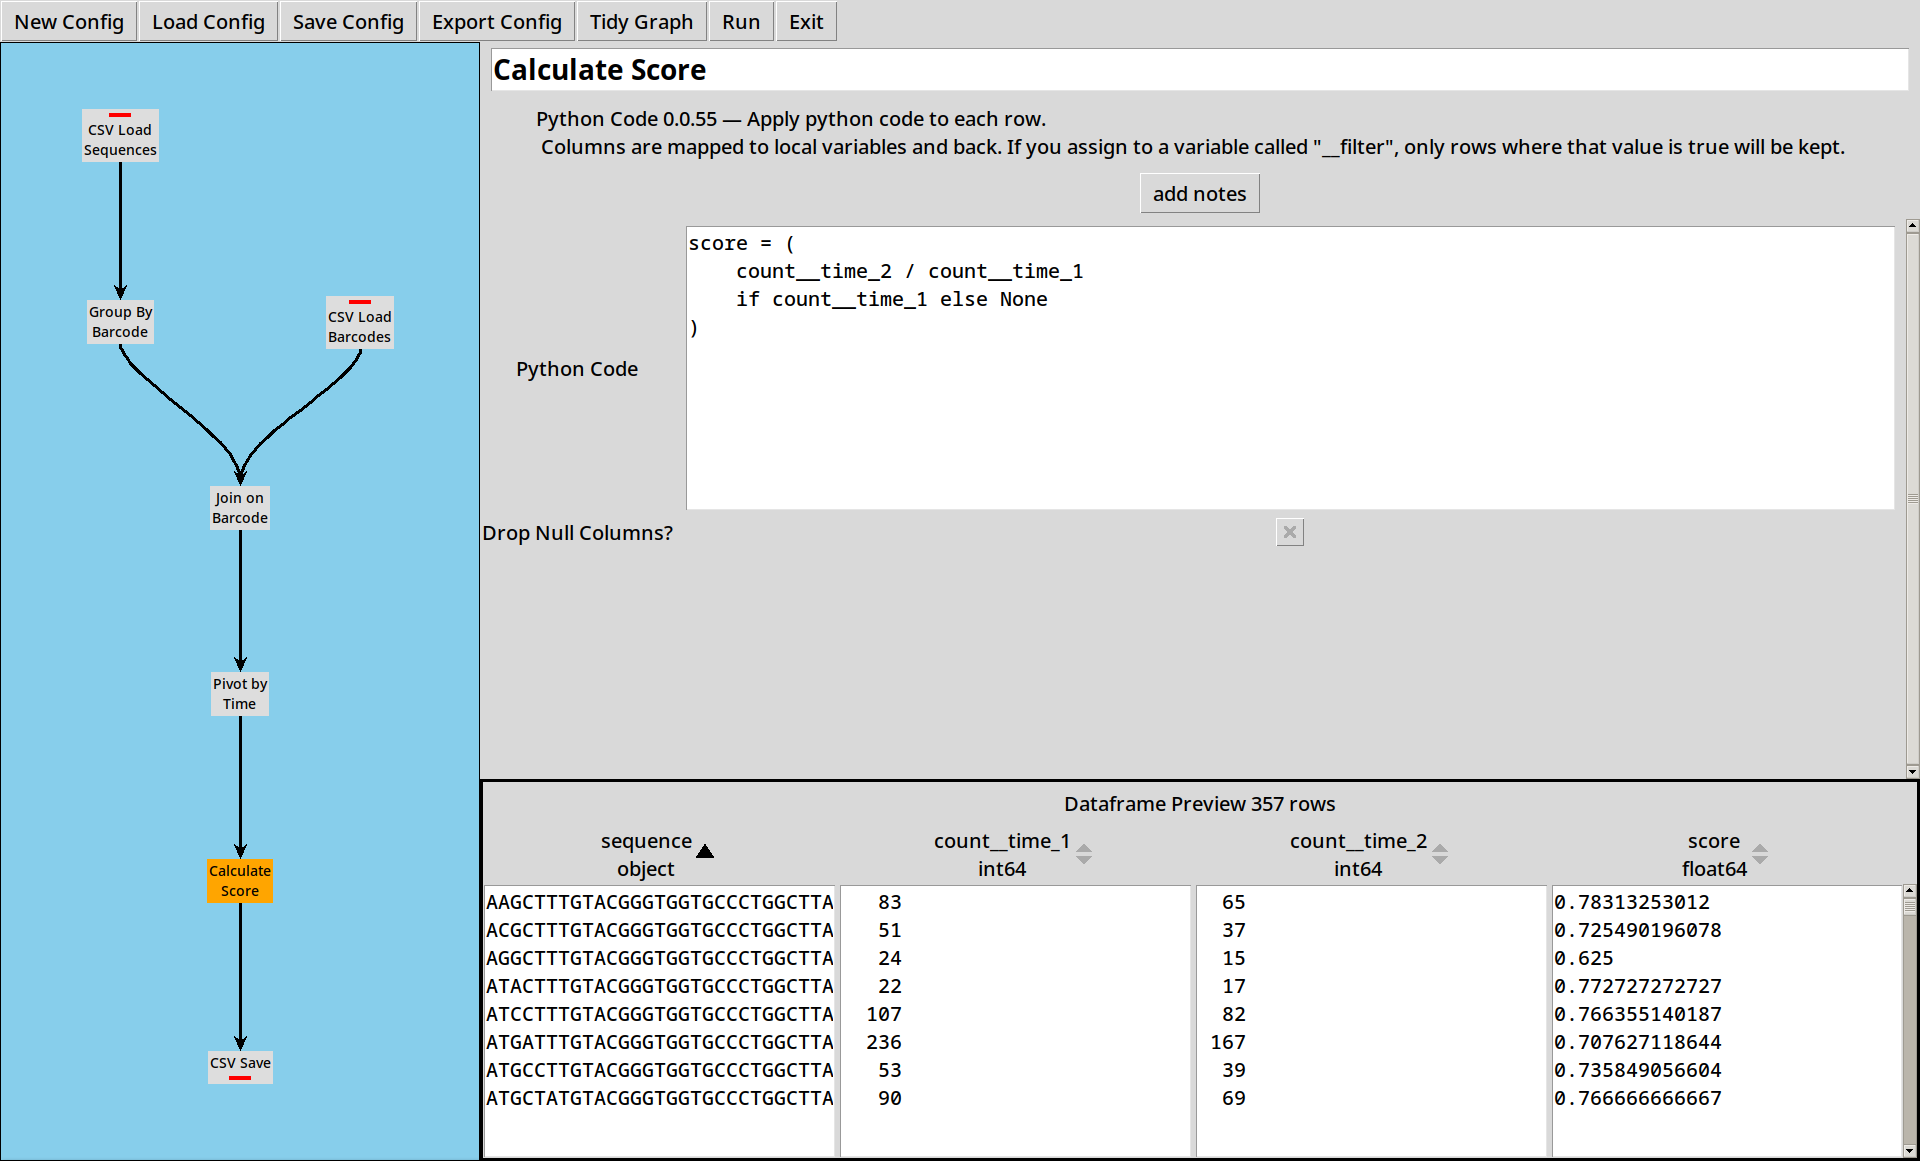 New Config Load Config Save Config Export Config Tidy Graph Run Exit
CSV Load
Sequences
Group By
Barcode
CSV Load
Barcodes
Join on
Barcode
Pivot by
Time
Calculate
Score
CSV Save
Calculate Score
Python Code 0.0.55 — Apply python code to each row.
Columns are mapped to local variables and back. If you assign to a variable called "__filter", only rows where that value is true will be kept.
add notes
Python Code
score = (
    count__time_2 / count__time_1
    if count__time_1 else None
)
Drop Null Columns?
Dataframe Preview 357 rows
sequence count__time_1 count__time_2 score
object int64 int64 float64
AAGCTTTGTACGGGTGGTGCCCTGGCTTA 83 65 0.78313253012
ACGCTTTGTACGGGTGGTGCCCTGGCTTA 51 37 0.725490196078
AGGCTTTGTACGGGTGGTGCCCTGGCTTA 24 15 0.625
ATACTTTGTACGGGTGGTGCCCTGGCTTA 22 17 0.772727272727
ATCCTTTGTACGGGTGGTGCCCTGGCTTA 107 82 0.766355140187
ATGATTTGTACGGGTGGTGCCCTGGCTTA 236 167 0.707627118644
ATGCCTTGTACGGGTGGTGCCCTGGCTTA 53 39 0.735849056604
ATGCTATGTACGGGTGGTGCCCTGGCTTA 90 69 0.766666666667